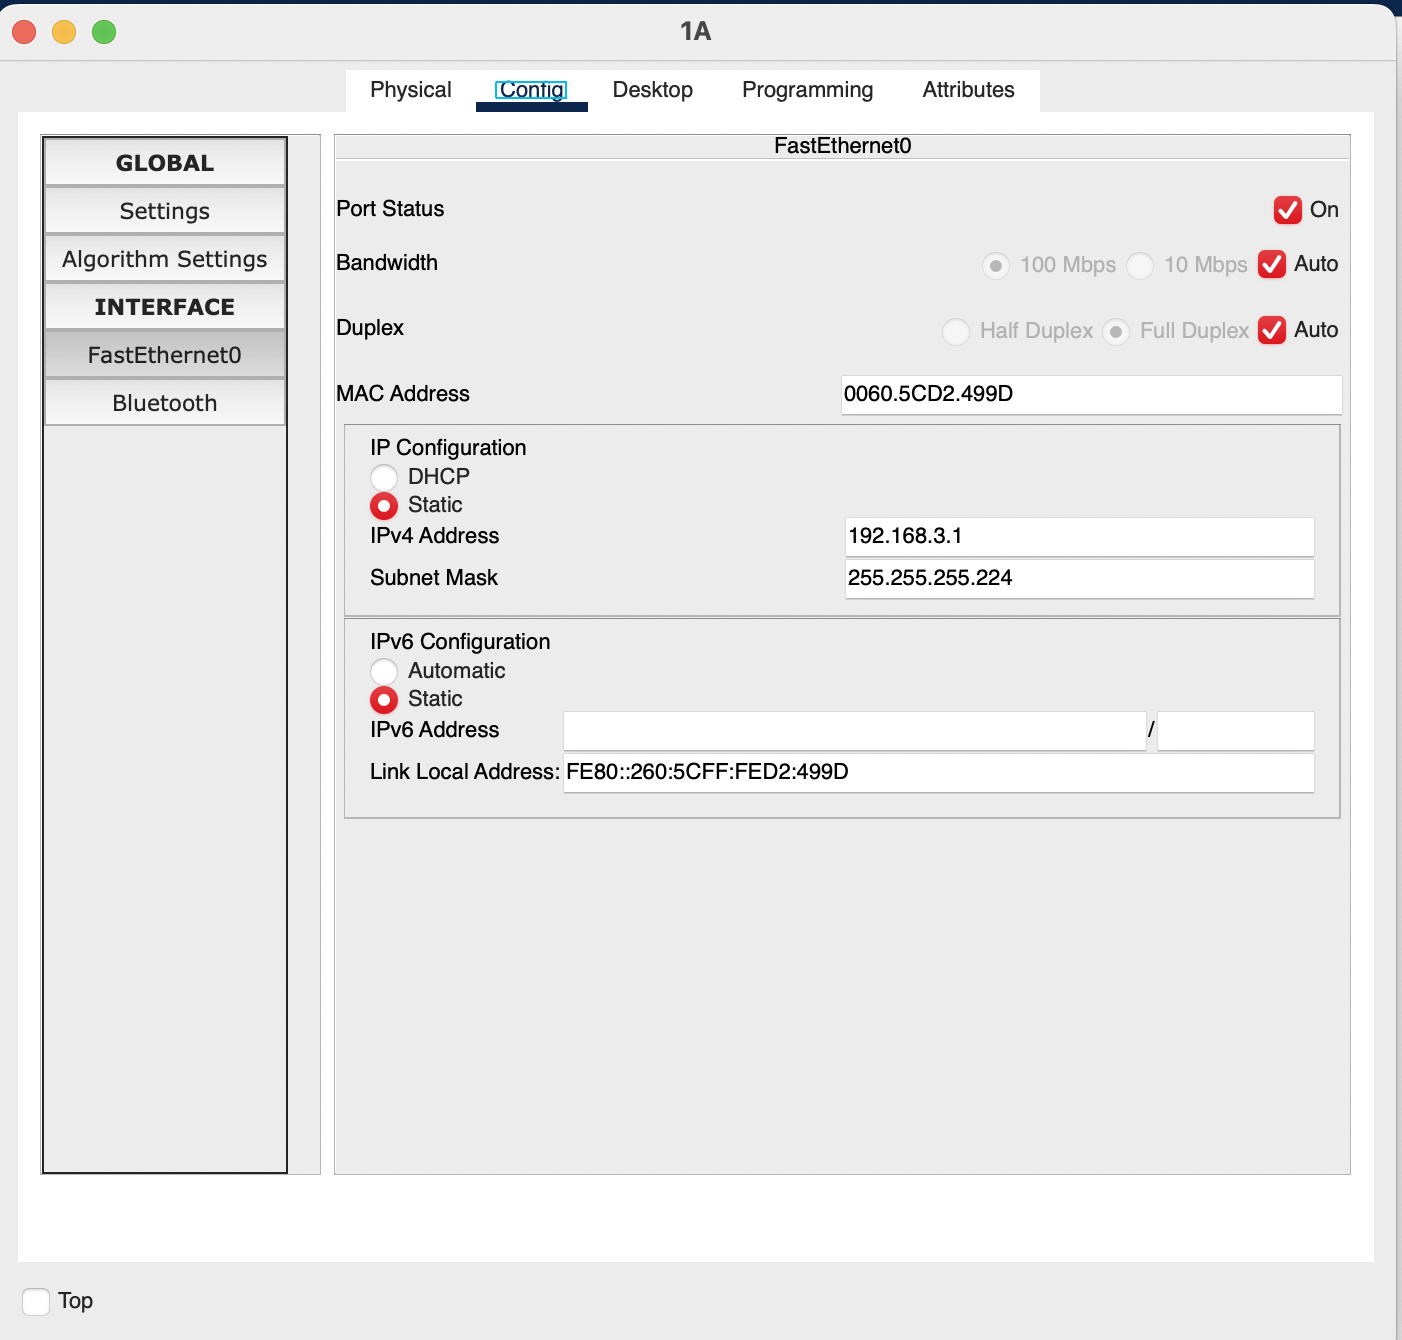 1A
Physical Config Desktop Programming Attributes
GLOBAL
Settings
Algorithm Settings
INTERFACE
FastEthernet0
Bluetooth
FastEthernet0
Port Status On
Bandwidth 100 Mbps 10 Mbps Auto
Duplex Half Duplex Full Duplex Auto
MAC Address 0060.5CD2.499D
IP Configuration
DHCP
Static
IPv4 Address 192.168.3.1
Subnet Mask 255.255.255.224
IPv6 Configuration
Automatic
Static
IPv6 Address /
Link Local Address: FE80::260:5CFF:FED2:499D
Top